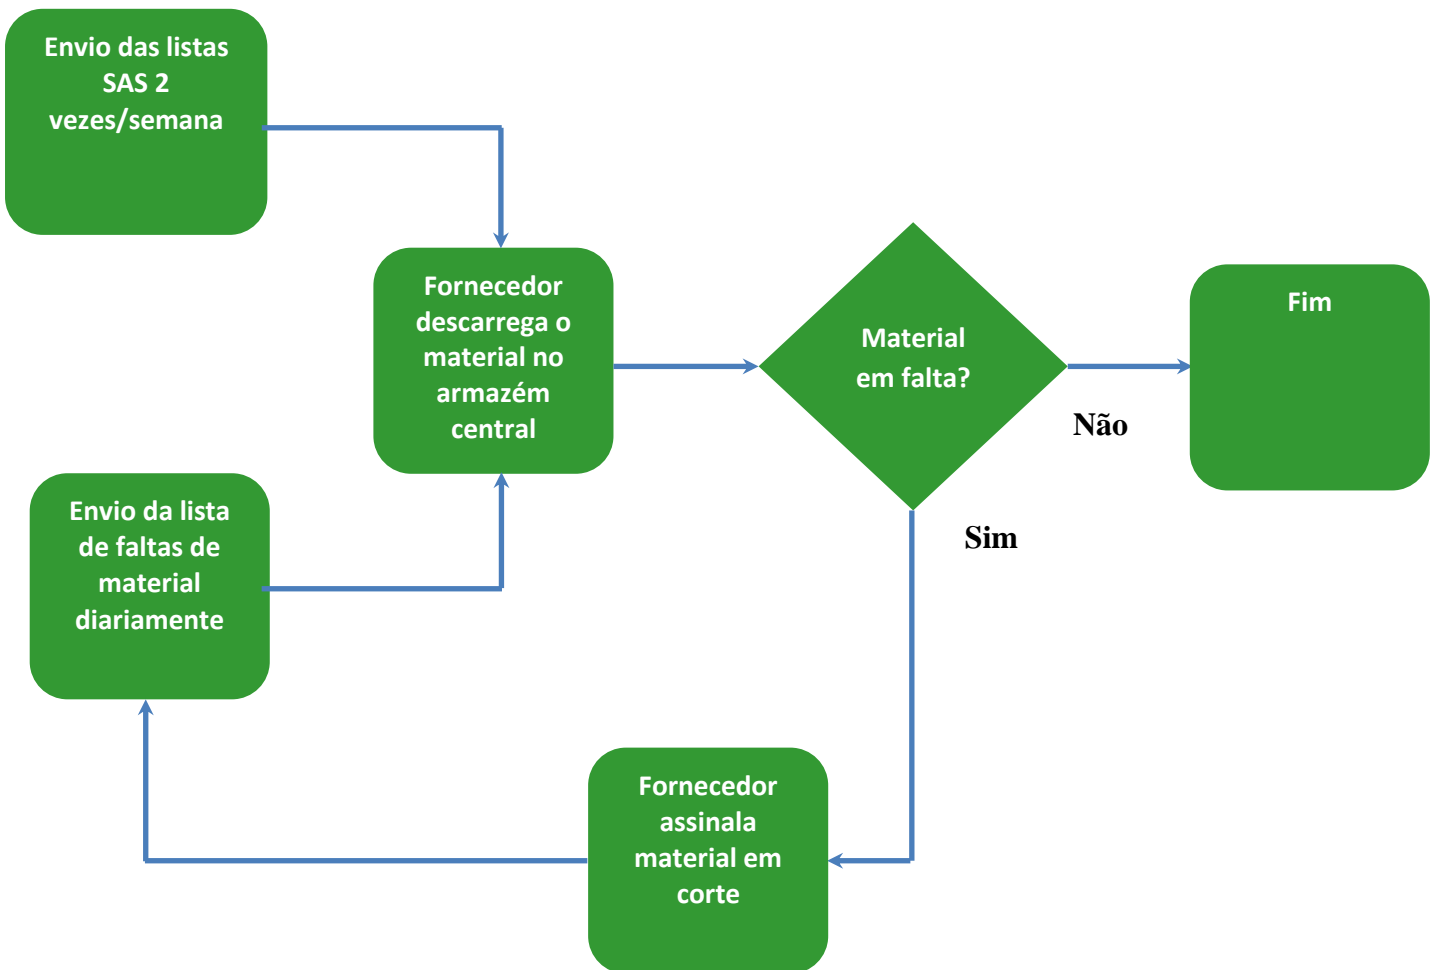 Envio das listas
SAS 2
vezes/semana
Fornecedor
descarrega o
material no
armazém
central
Material
em falta?
Fim
Não
Sim
Envio da lista
de faltas de
material
diariamente
Fornecedor
assinala
material em
corte